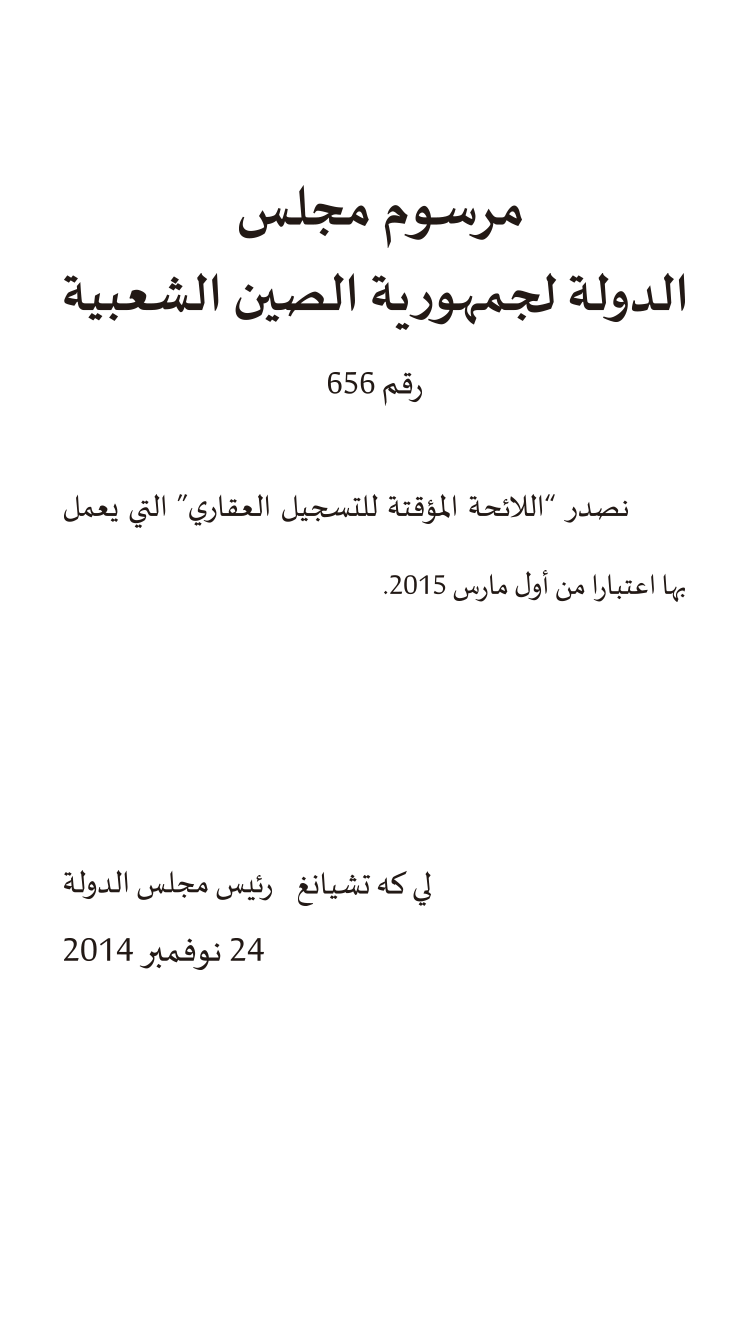 مرسوم مجلس
الدولة لجمهورية الصين الشعبية
رقم 656
نصدر “اللائحة المؤقتة للتسجيل العقاري” التي يعمل
بها اعتبارا من أول مارس 2015.
لي كه تشيانغ رئيس مجلس الدولة
24 نوفمبر 2014